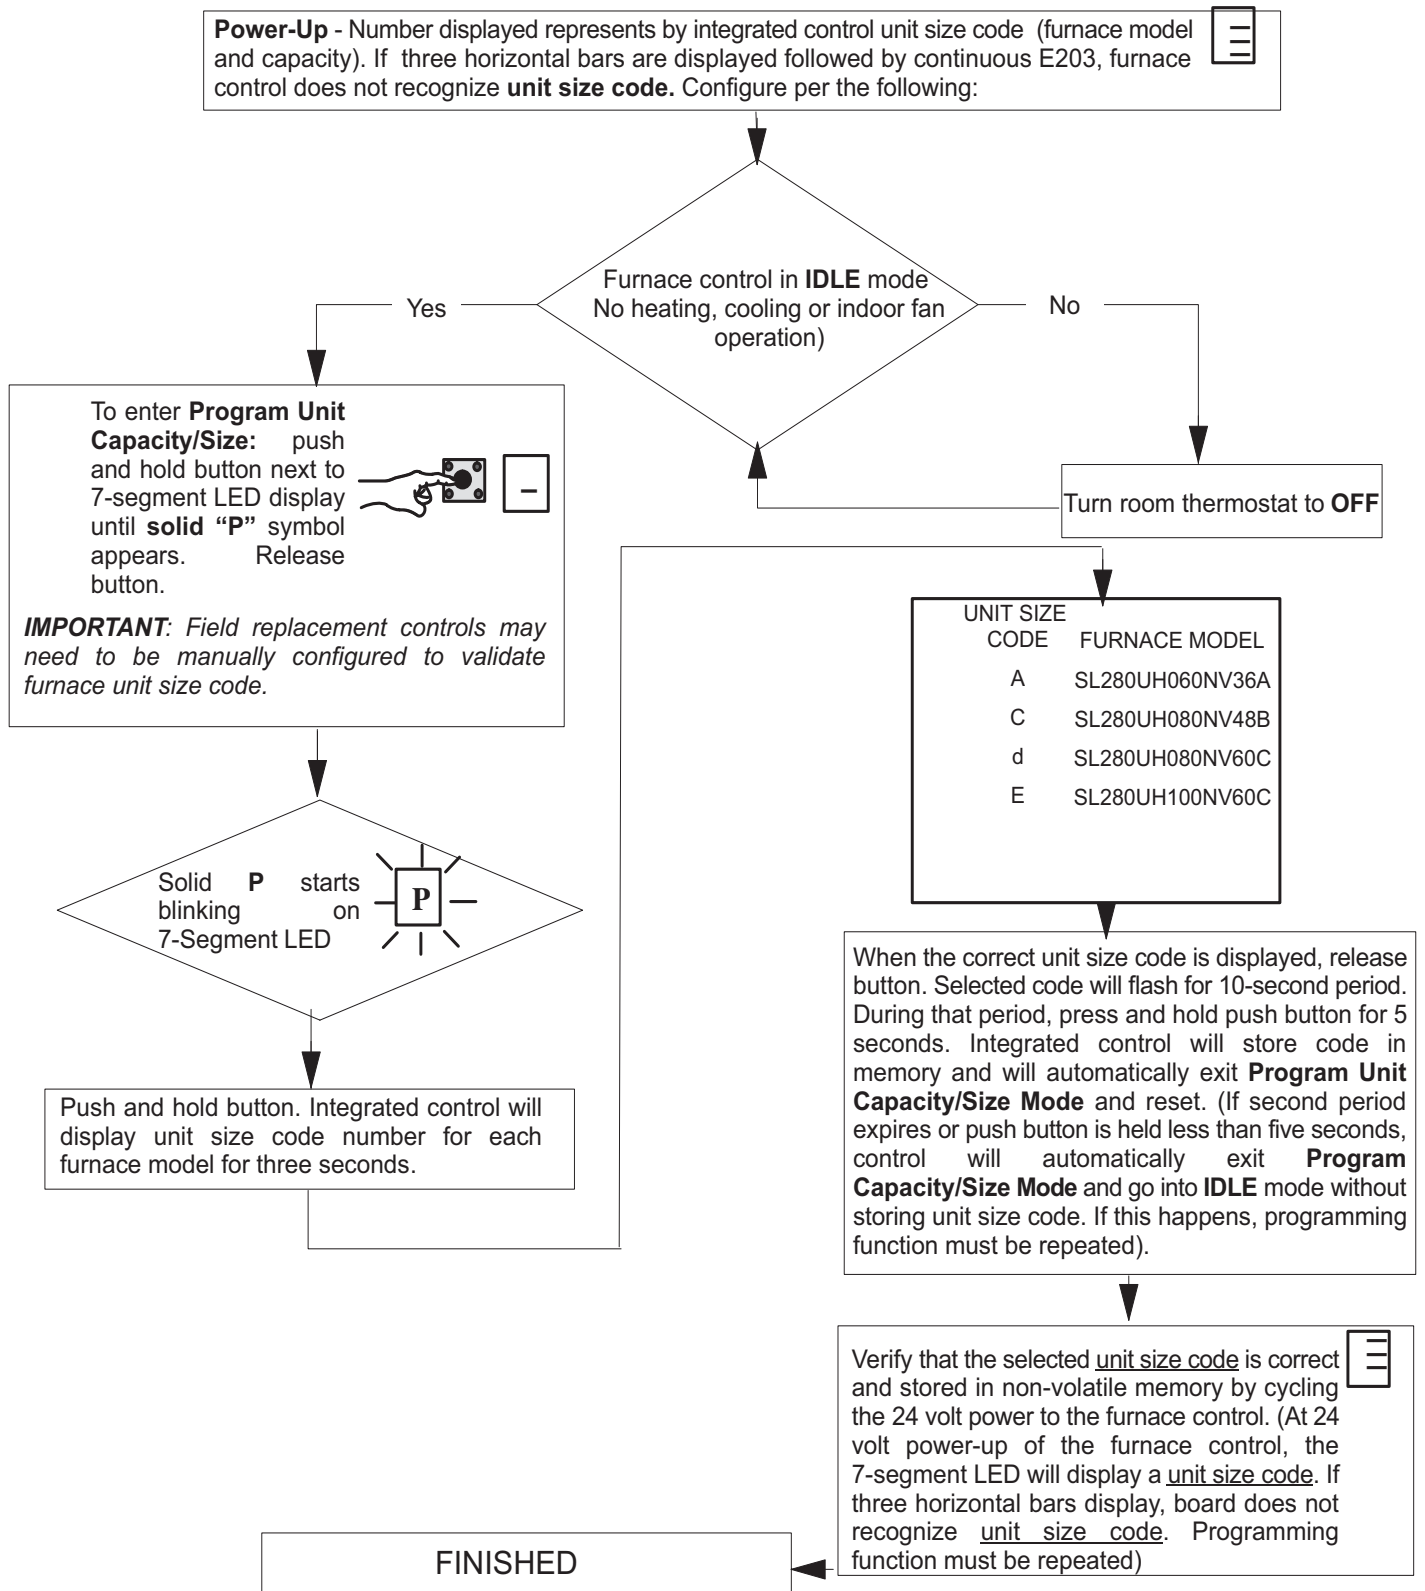 Power-Up - Number displayed represents by integrated control unit size code (furnace model
and capacity). If three horizontal bars are displayed followed by continuous E203, furnace
control does not recognize unit size code. Configure per the following:
Furnace control in IDLE mode
No heating, cooling or indoor fan
operation)
Yes
No
To enter Program Unit
Capacity/Size: push
and hold button next to
7-segment LED display
until solid “P” symbol
appears. Release
button.
IMPORTANT: Field replacement controls may
need to be manually configured to validate
furnace unit size code.
Turn room thermostat to OFF
Solid P starts
blinking on
7-Segment LED
P
Push and hold button. Integrated control will
display unit size code number for each
furnace model for three seconds.
UNIT SIZE
CODE FURNACE MODEL
A SL280UH060NV36A
C SL280UH080NV48B
d SL280UH080NV60C
E SL280UH100NV60C
When the correct unit size code is displayed, release
button. Selected code will flash for 10-second period.
During that period, press and hold push button for 5
seconds. Integrated control will store code in
memory and will automatically exit Program Unit
Capacity/Size Mode and reset. (If second period
expires or push button is held less than five seconds,
control will automatically exit Program
Capacity/Size Mode and go into IDLE mode without
storing unit size code. If this happens, programming
function must be repeated).
Verify that the selected unit size code is correct
and stored in non-volatile memory by cycling
the 24 volt power to the furnace control. (At 24
volt power-up of the furnace control, the
7-segment LED will display a unit size code. If
three horizontal bars display, board does not
recognize unit size code. Programming
function must be repeated)
FINISHED